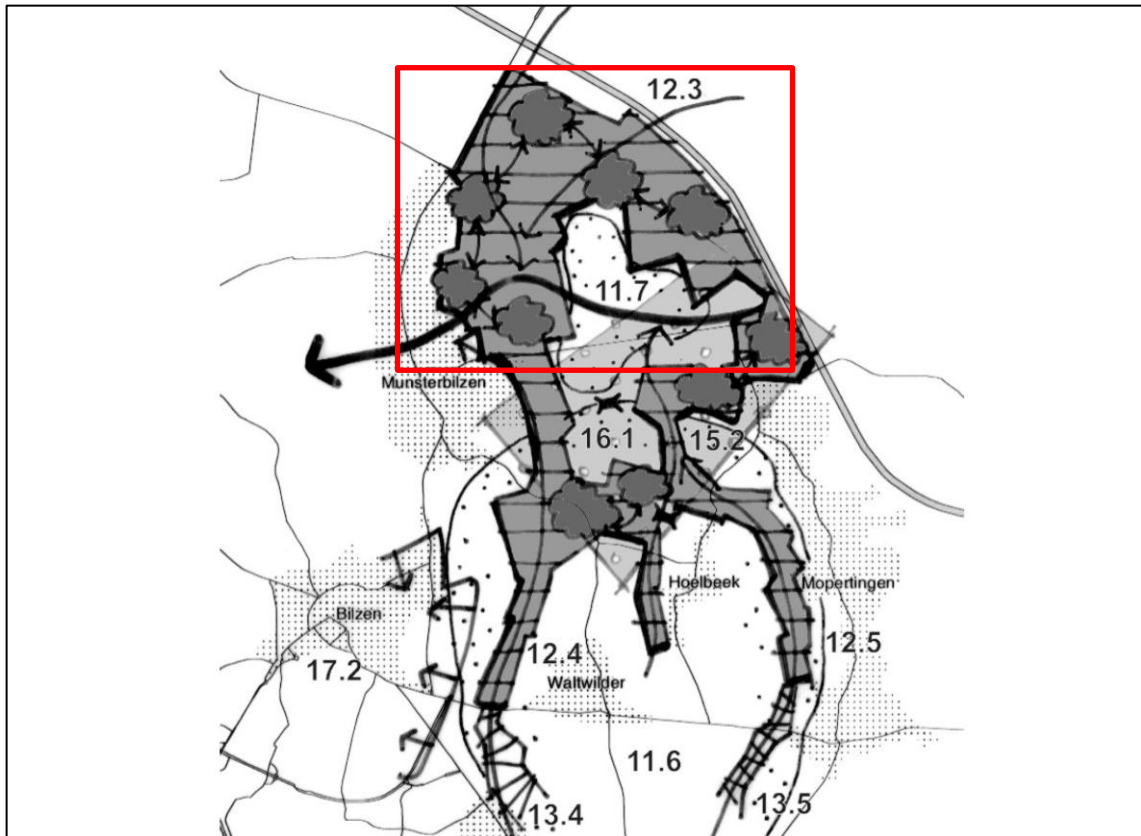 12.3
11.7
Munsterbilzen
16.1
15.2
Hoelbeek
Mopertingen
Bilzen
12.4
12.5
17.2
Waltwilder
11.6
13.4
13.5